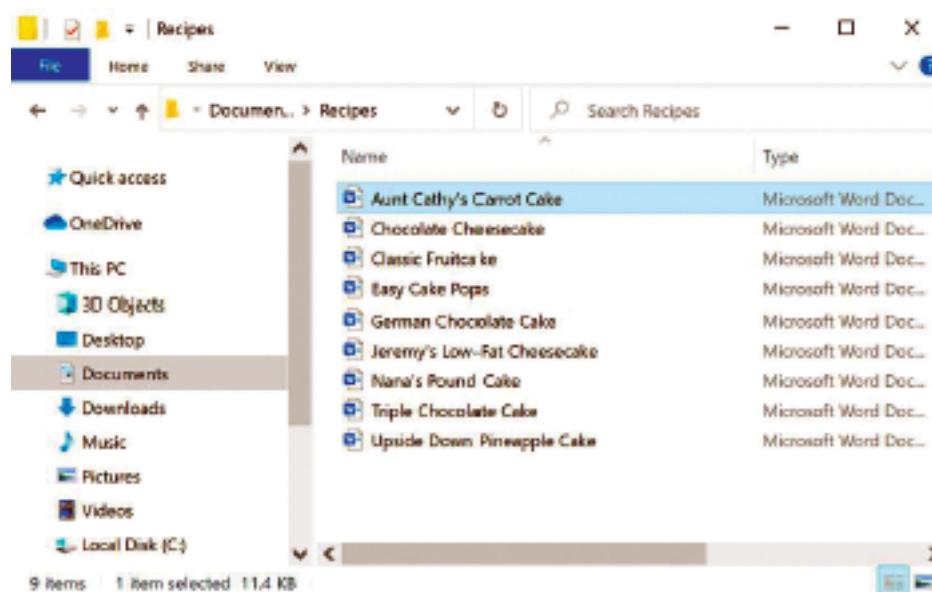 Recipes
File Home Share View
Documen... > Recipes Search Recipes
Quick access
OneDrive
This PC
3D Objects
Desktop
Documents
Downloads
Music
Pictures
Videos
Local Disk (C:)
Name Type
Aunt Cathy's Carrot Cake Microsoft Word Doc...
Chocolate Cheesecake Microsoft Word Doc...
Classic Fruitcake Microsoft Word Doc...
Easy Cake Pops Microsoft Word Doc...
German Chocolate Cake Microsoft Word Doc...
Jeremy's Low-Fat Cheesecake Microsoft Word Doc...
Nana's Pound Cake Microsoft Word Doc...
Triple Chocolate Cake Microsoft Word Doc...
Upside Down Pineapple Cake Microsoft Word Doc...
9 items 1 item selected 11.4 KB